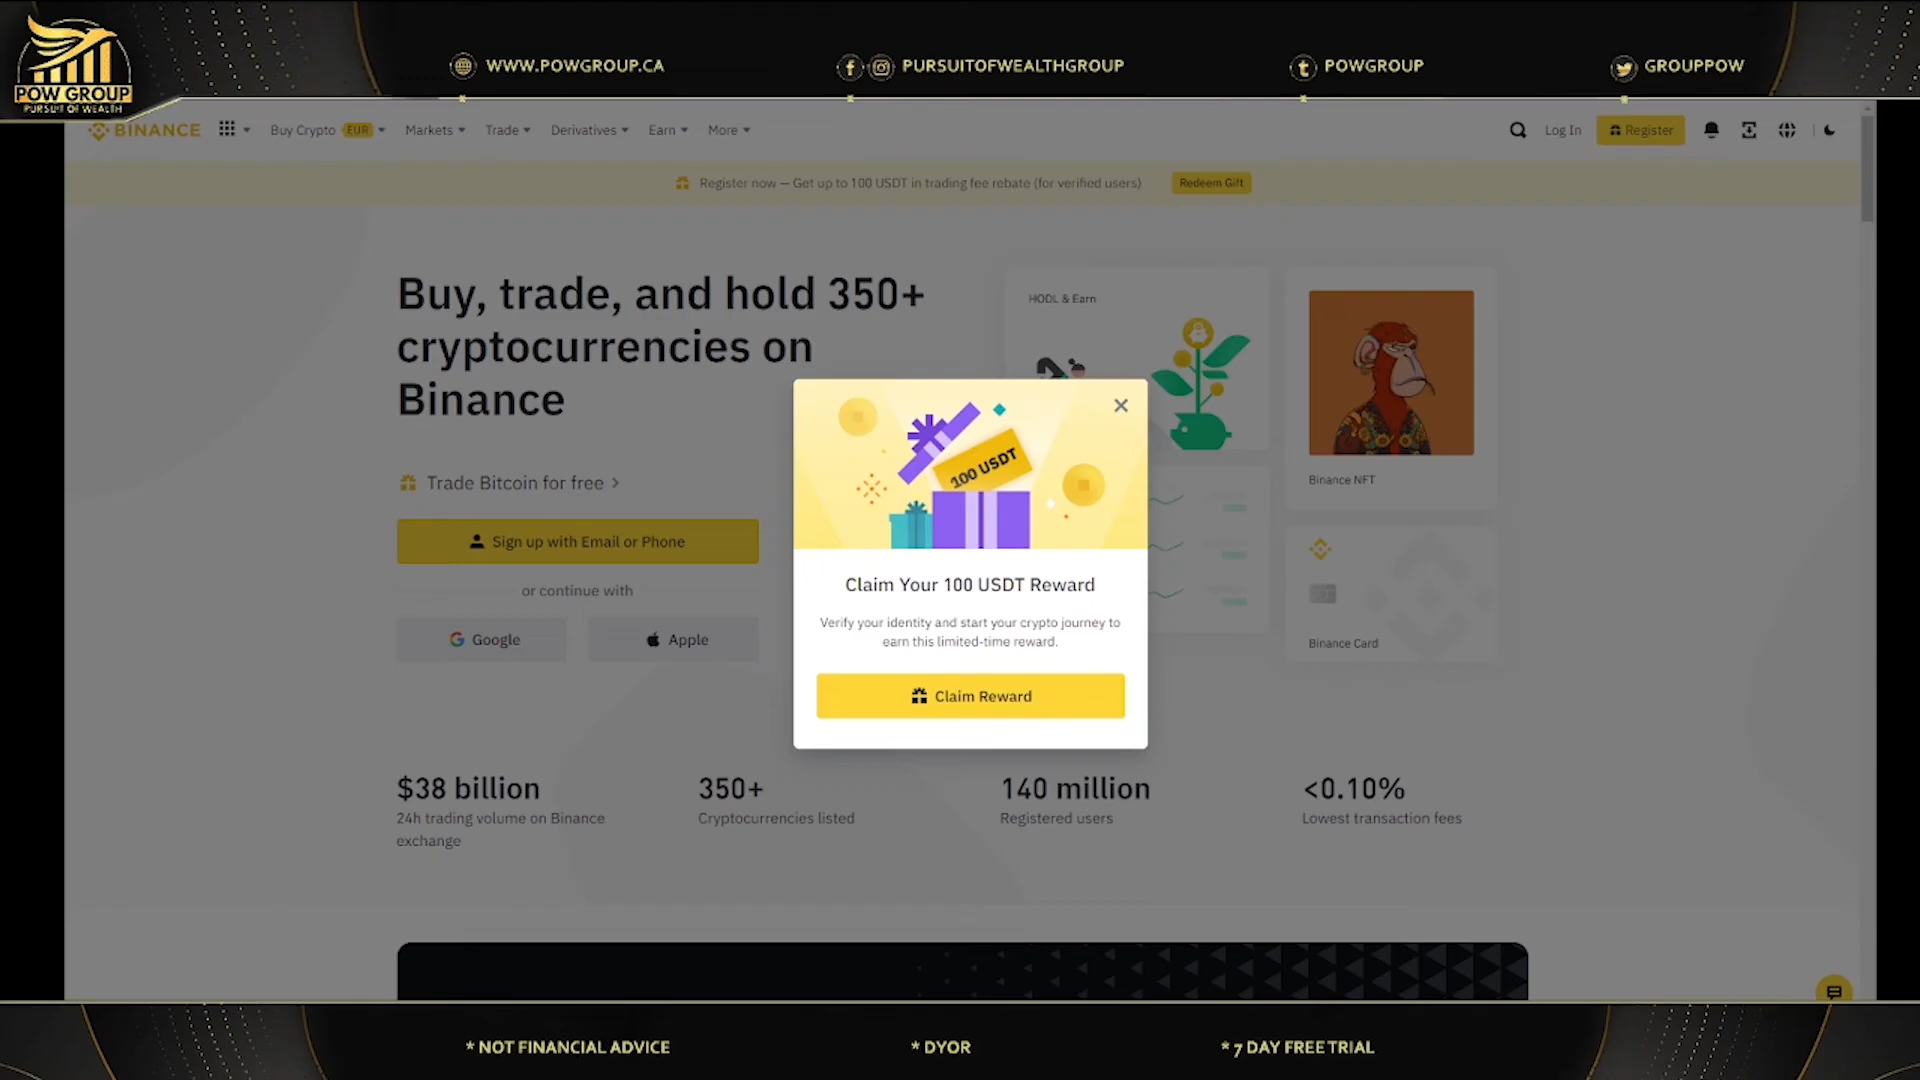 POW GROUP
PURSUIT OF WEALTH
WWW.POWGROUP.CA
PURSUITOFWEALTHGROUP
POWGROUP
GROUPPOW
BINANCE
Buy Crypto EUR
Markets
Trade
Derivatives
Earn
More
Log In
Register
Register now — Get up to 100 USDT in trading fee rebate (for verified users)
Redeem Gift
Buy, trade, and hold 350+
cryptocurrencies on
Binance
Trade Bitcoin for free
Sign up with Email or Phone
or continue with
Google
Apple
HODL & Earn
Binance NFT
Binance Card
100 USDT
Claim Your 100 USDT Reward
Verify your identity and start your crypto journey to
earn this limited-time reward.
Claim Reward
$38 billion
24h trading volume on Binance
exchange
350+
Cryptocurrencies listed
140 million
Registered users
<0.10%
Lowest transaction fees
* NOT FINANCIAL ADVICE
* DYOR
* 7 DAY FREE TRIAL